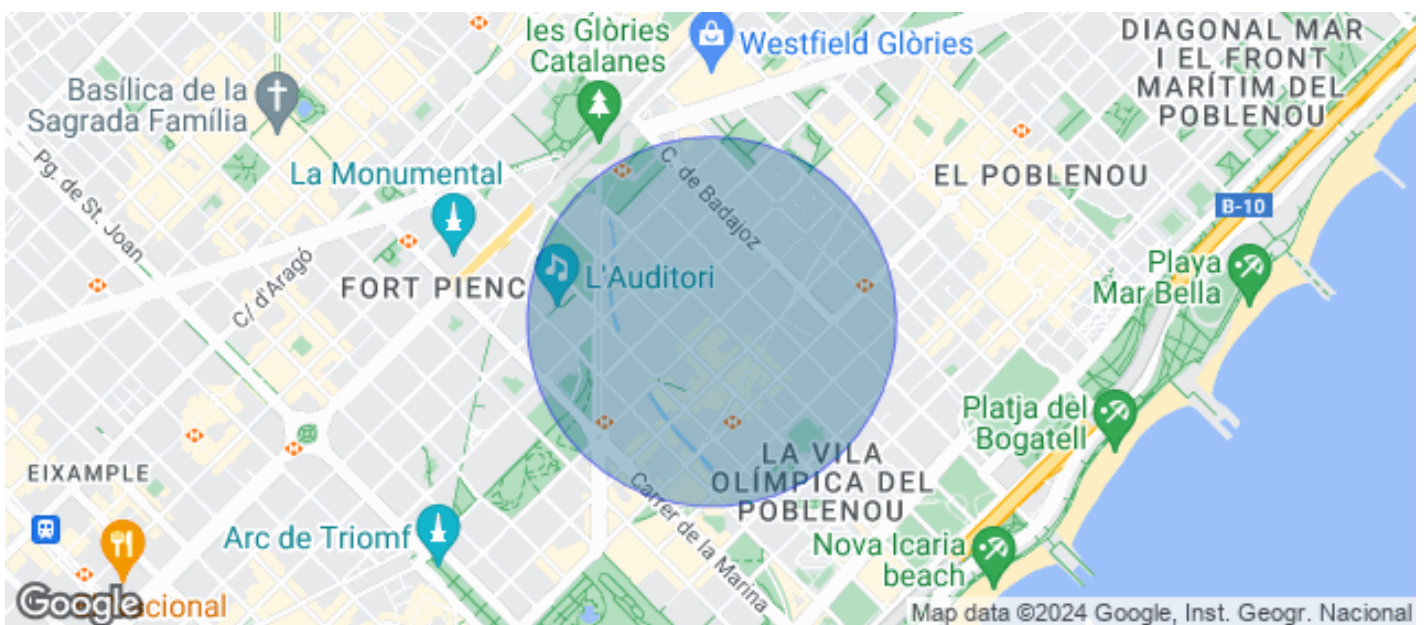 les Glòries
Catalanes
Westfield Glòries
DIAGONAL MAR
I EL FRONT
MARÍTIM DEL
POBLENOU
Basílica de la
Sagrada Família
Pg. de St. Joan
La Monumental
C. de Badajoz
EL POBLENOU
B-10
C/ d'Aragó
FORT PIENC
L'Auditori
Playa
Mar Bella
Platja del
Bogatell
EIXAMPLE
LA VILA
OLÍMPICA DEL
POBLENOU
Carrer de la Marina
Arc de Triomf
Nova Icaria
beach
Google
Nacional
Map data ©2024 Google, Inst. Geogr. Nacional